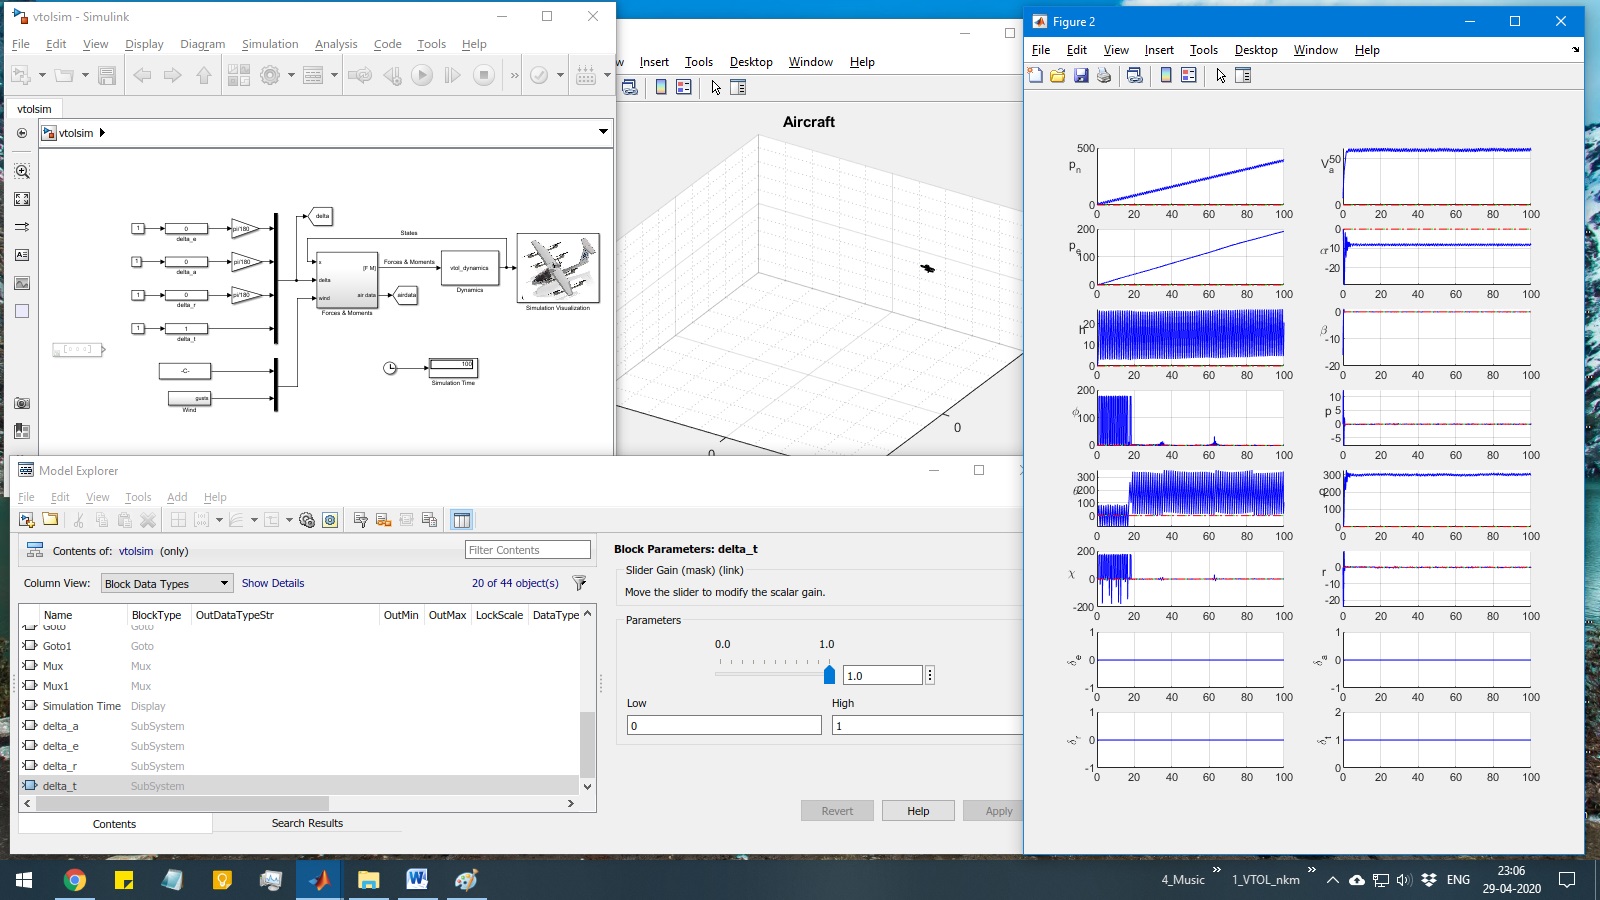 vtolsim - Simulink
File Edit View Display Diagram Simulation Analysis Code Tools Help
vtolsim
vtolsim
1 0 pi/180
delta_e
1 0 pi/180
delta_a
1 0 pi/180
delta_r
1 1
delta_t
[0 0 0]
-C-
gusts
Wind
delta
States
x
delta
wind
[F M]
air data
Forces & Moments
Forces & Moments
airdata
vtol_dynamics
Dynamics
Simulation Visualization
100
Simulation Time
w Insert Tools Desktop Window Help
Aircraft
0
0
Figure 2
File Edit View Insert Tools Desktop Window Help
500
p_n
0
0 20 40 60 80 100
50
V_a
0
0 20 40 60 80 100
200
p_e
100
0
0 20 40 60 80 100
0
α -10
-20
0 20 40 60 80 100
20
h
10
0
0 20 40 60 80 100
0
β -10
-20
0 20 40 60 80 100
200
φ 100
0
0 20 40 60 80 100
10
p 5
0
-5
0 20 40 60 80 100
300
θ 200
100
0
0 20 40 60 80 100
300
q 200
100
0
0 20 40 60 80 100
200
χ 0
-200
0 20 40 60 80 100
0
r -10
-20
0 20 40 60 80 100
1
δ_e 0
-1
0 20 40 60 80 100
1
δ_a 0
-1
0 20 40 60 80 100
1
δ_r 0
-1
0 20 40 60 80 100
2
δ_t 1
0
0 20 40 60 80 100
Model Explorer
File Edit View Tools Add Help
Contents of: vtolsim (only)
Filter Contents
Column View: Block Data Types Show Details 20 of 44 object(s)
Name BlockType OutDataTypeStr OutMin OutMax LockScale DataType
Goto Goto
Goto1 Goto
Mux Mux
Mux1 Mux
Simulation Time Display
delta_a SubSystem
delta_e SubSystem
delta_r SubSystem
delta_t SubSystem
Contents Search Results
Block Parameters: delta_t
Slider Gain (mask) (link)
Move the slider to modify the scalar gain.
Parameters
0.0 1.0
1.0
Low High
0 1
Revert Help Apply
4_Music » 1_VTOL_nkm » ENG
23:06
29-04-2020